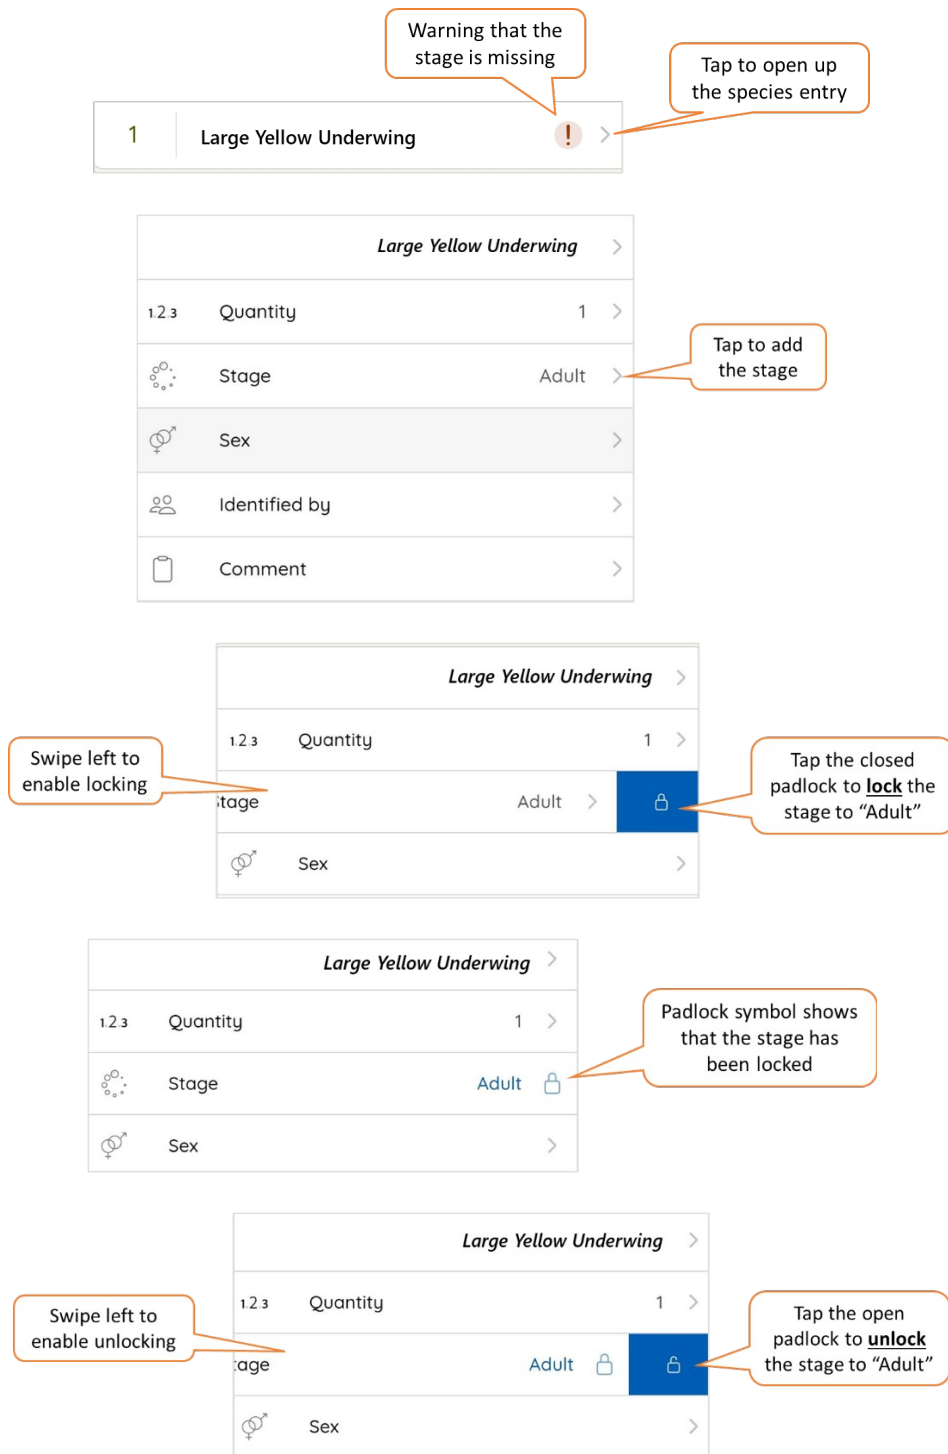 Warning that the
stage is missing
Tap to open up
the species entry
1 Large Yellow Underwing !
Large Yellow Underwing
1.2.3 Quantity 1
Stage Adult
Tap to add
the stage
Sex
Identified by
Comment
Large Yellow Underwing
1.2.3 Quantity 1
Swipe left to
enable locking
Stage Adult
Tap the closed
padlock to lock the
stage to “Adult”
Sex
Large Yellow Underwing
1.2.3 Quantity 1
Padlock symbol shows
that the stage has
been locked
Stage Adult
Sex
Large Yellow Underwing
1.2.3 Quantity 1
Swipe left to
enable unlocking
tage Adult
Tap the open
padlock to unlock
the stage to “Adult”
Sex